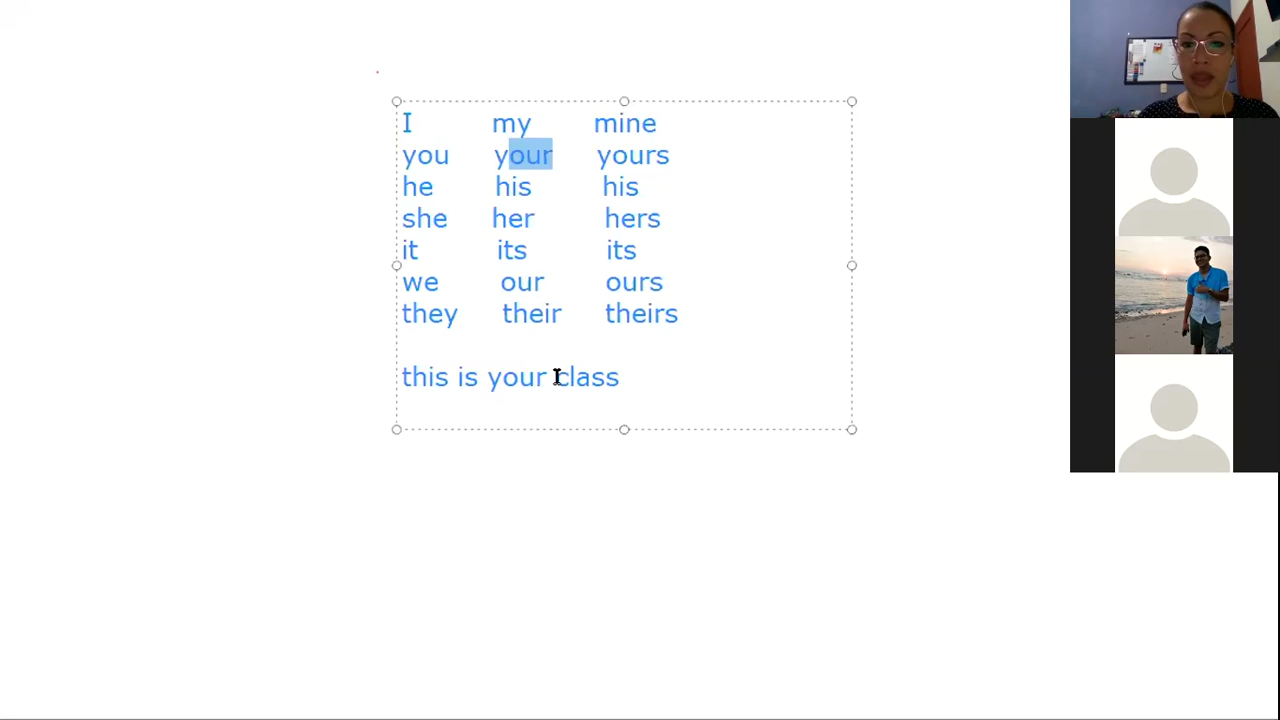 I my mine
you your yours
he his his
she her hers
it its its
we our ours
they their theirs
this is your class